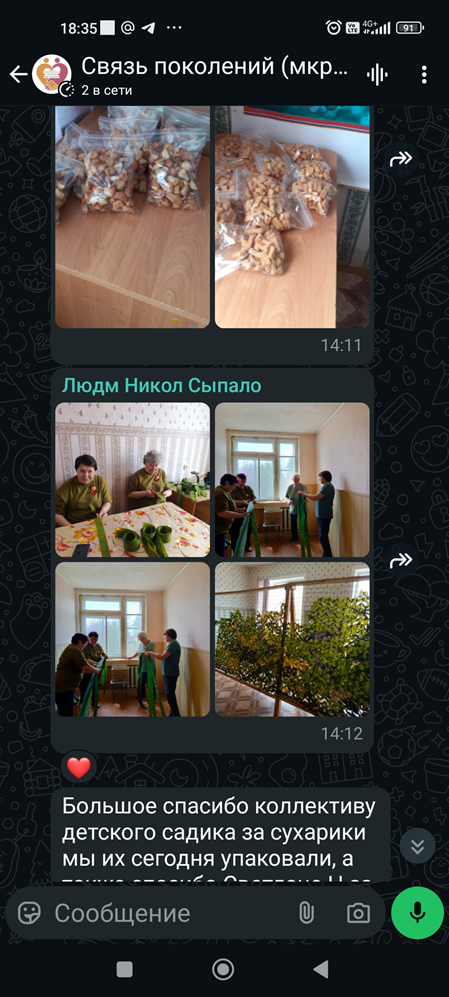 18:35
4G+
91
Связь поколений (мкр...
2 в сети
14:11
Людм Никол Сыпало
14:12
Большое спасибо коллективу
детского садика за сухарики
мы их сегодня упаковали, а
Сообщение